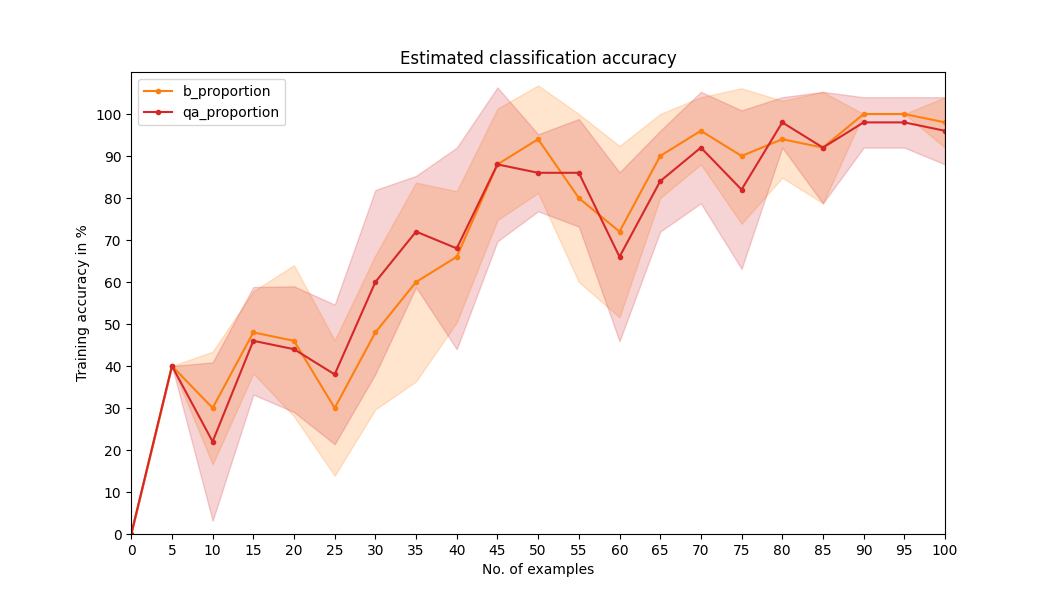 Estimated classification accuracy
b_proportion
qa_proportion
Training accuracy in %
100
90
80
70
60
50
40
30
20
10
0
0 5 10 15 20 25 30 35 40 45 50 55 60 65 70 75 80 85 90 95 100
No. of examples